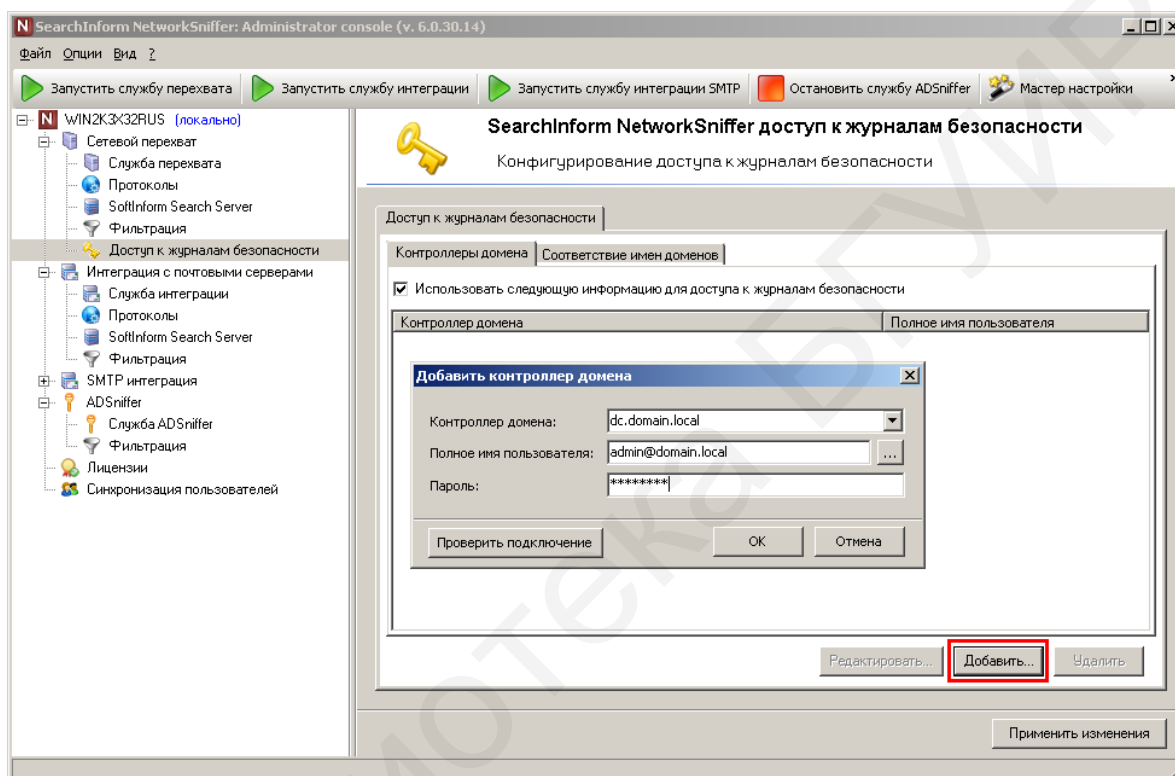 SearchInform NetworkSniffer: Administrator console (v. 6.0.30.14)
Файл Опции Вид ?
Запустить службу перехвата Запустить службу интеграции Запустить службу интеграции SMTP Остановить службу ADSniffer Мастер настройки
WIN2K3X32RUS (локально)
Сетевой перехват
Служба перехвата
Протоколы
SoftInform Search Server
Фильтрация
Доступ к журналам безопасности
Интеграция с почтовыми серверами
Служба интеграции
Протоколы
SoftInform Search Server
Фильтрация
SMTP интеграция
ADSniffer
Служба ADSniffer
Фильтрация
Лицензии
Синхронизация пользователей
SearchInform NetworkSniffer доступ к журналам безопасности
Конфигурирование доступа к журналам безопасности
Доступ к журналам безопасности
Контроллеры домена Соответствие имен доменов
Использовать следующую информацию для доступа к журналам безопасности
Контроллер домена Полное имя пользователя
Добавить контроллер домена
Контроллер домена: dc.domain.local
Полное имя пользователя: admin@domain.local ...
Пароль: ********
Проверить подключение OK Отмена
Редактировать... Добавить... Удалить
Применить изменения